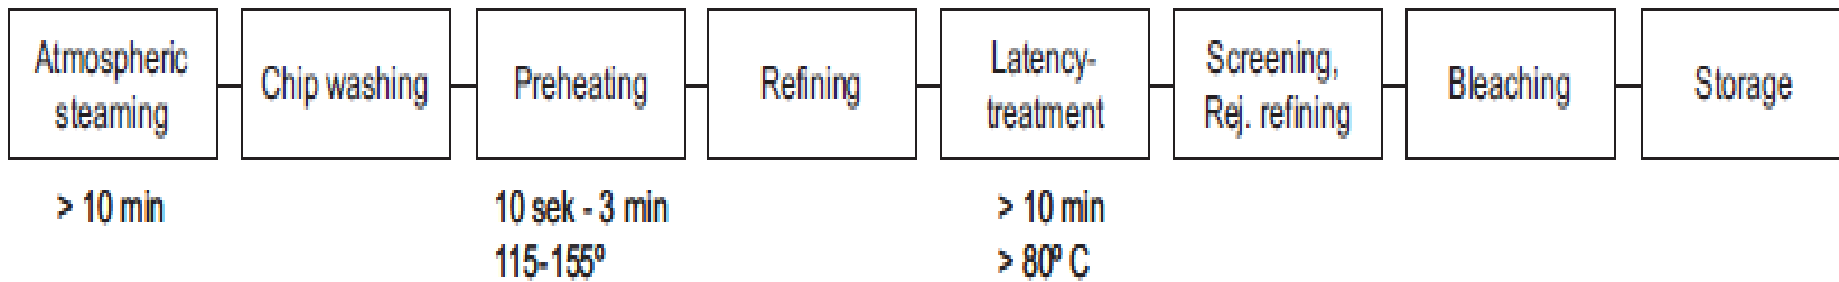 Atmospheric
steaming
Chip washing
Preheating
Refining
Latency-
treatment
Screening,
Rej. refining
Bleaching
Storage
> 10 min
10 sek - 3 min
115-155º
> 10 min
> 80º C